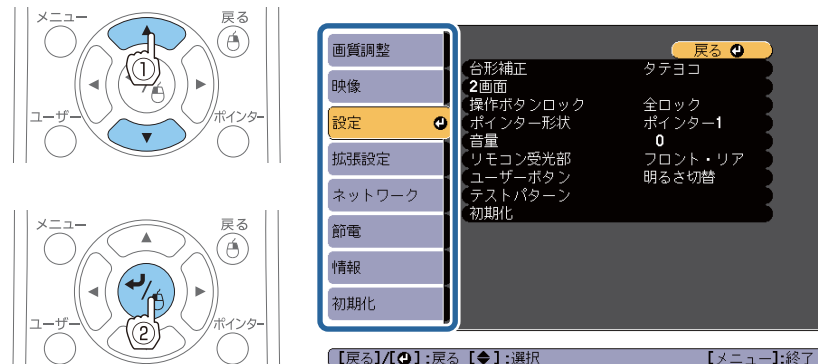 メニュー
戻る
①
ユーザー
ポインター
メニュー
戻る
②
ユーザー
ポインター
画質調整
映像
設定
拡張設定
ネットワーク
節電
情報
初期化
戻る
台形補正 タテヨコ
2画面
操作ボタンロック 全ロック
ポインター形状 ポインター1
音量 0
リモコン受光部 フロント・リア
ユーザーボタン 明るさ切替
テストパターン
初期化
[戻る]/[⏎]:戻る [◆]:選択 [メニュー]:終了